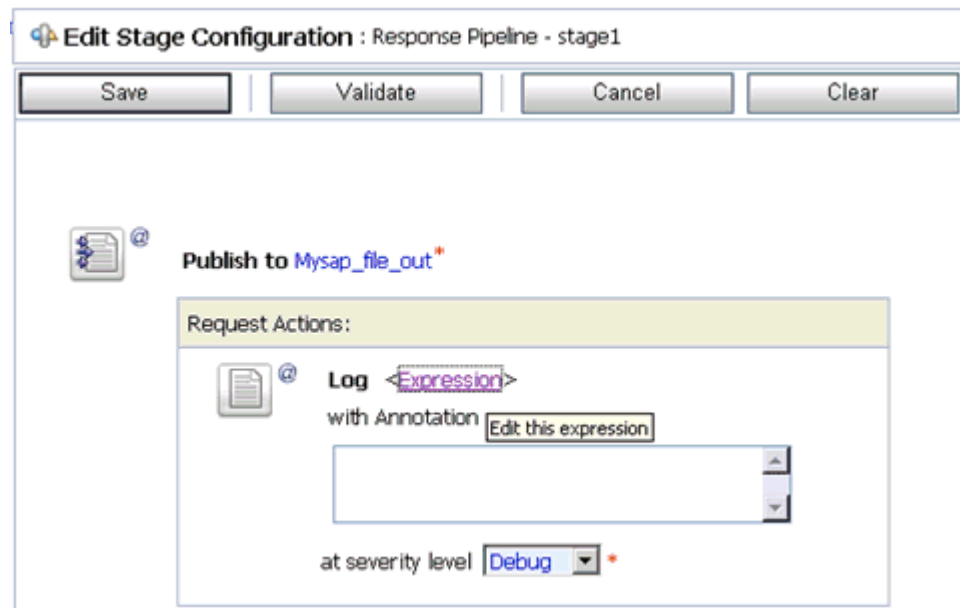 Edit Stage Configuration : Response Pipeline - stage1
Save Validate Cancel Clear
@
Publish to Mysap_file_out*
Request Actions:
@
Log <Expression>
with Annotation
Edit this expression
at severity level Debug *